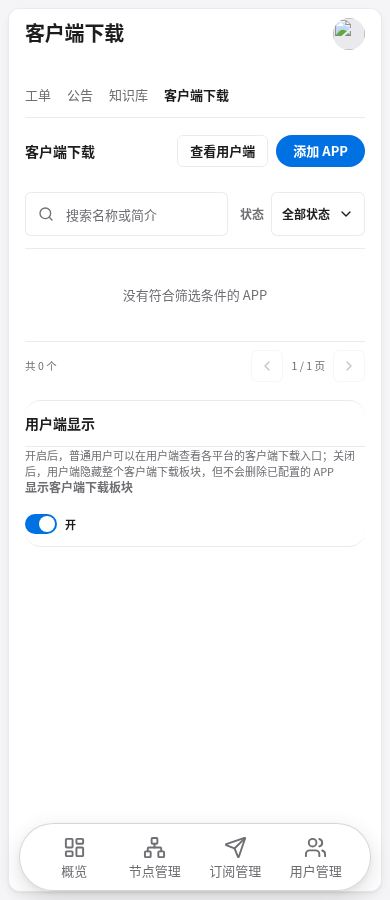 客户端下载
工单 公告 知识库 客户端下载
客户端下载 查看用户端 添加 APP
搜索名称或简介 状态 全部状态
没有符合筛选条件的 APP
共 0 个 1 / 1 页
用户端显示
开启后，普通用户可以在用户端查看各平台的客户端下载入口；关闭
后，用户端隐藏整个客户端下载板块，但不会删除已配置的 APP
显示客户端下载板块
开
概览 节点管理 订阅管理 用户管理